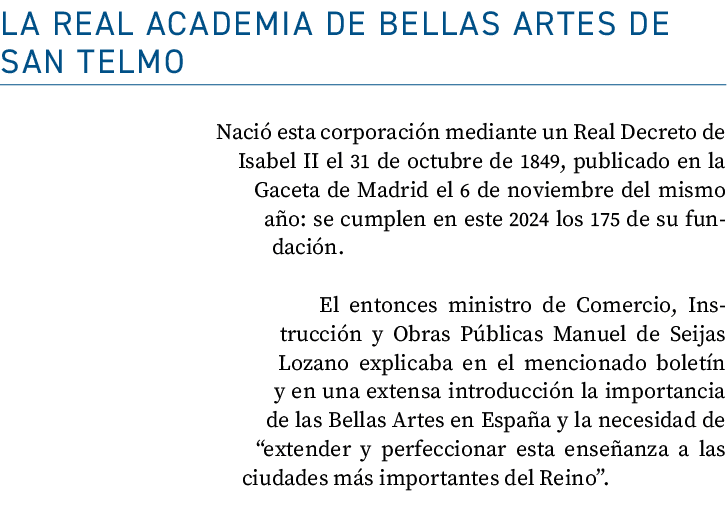 LA REAL ACADEMIA DE BELLAS ARTES DE
SAN TELMO
Nació esta corporación mediante un Real Decreto de
Isabel II el 31 de octubre de 1849, publicado en la
Gaceta de Madrid el 6 de noviembre del mismo
año: se cumplen en este 2024 los 175 de su fun-
dación.
El entonces ministro de Comercio, Ins-
trucción y Obras Públicas Manuel de Seijas
Lozano explicaba en el mencionado boletín
y en una extensa introducción la importancia
de las Bellas Artes en España y la necesidad de
“extender y perfeccionar esta enseñanza a las
ciudades más importantes del Reino”.